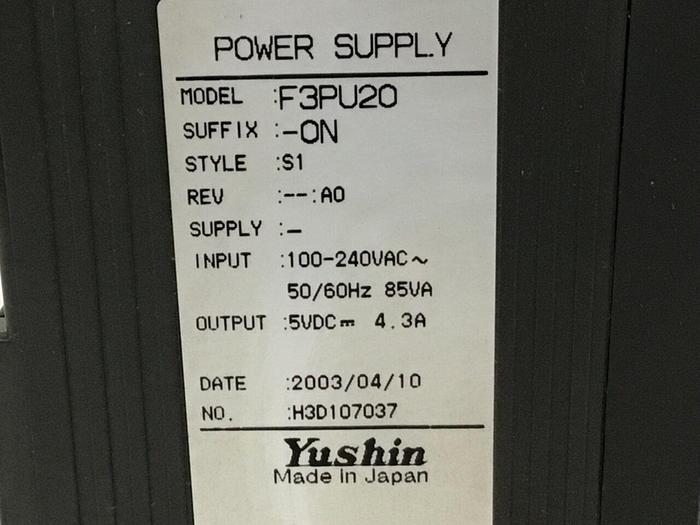 POWER SUPPLY
MODEL :F3PU20
SUFFIX :-0N
STYLE :S1
REV :--:A0
SUPPLY :-
INPUT :100-240VAC~
50/60Hz 85VA
OUTPUT :5VDC⎓ 4.3A
DATE :2003/04/10
NO. :H3D107037
Yushin
Made In Japan